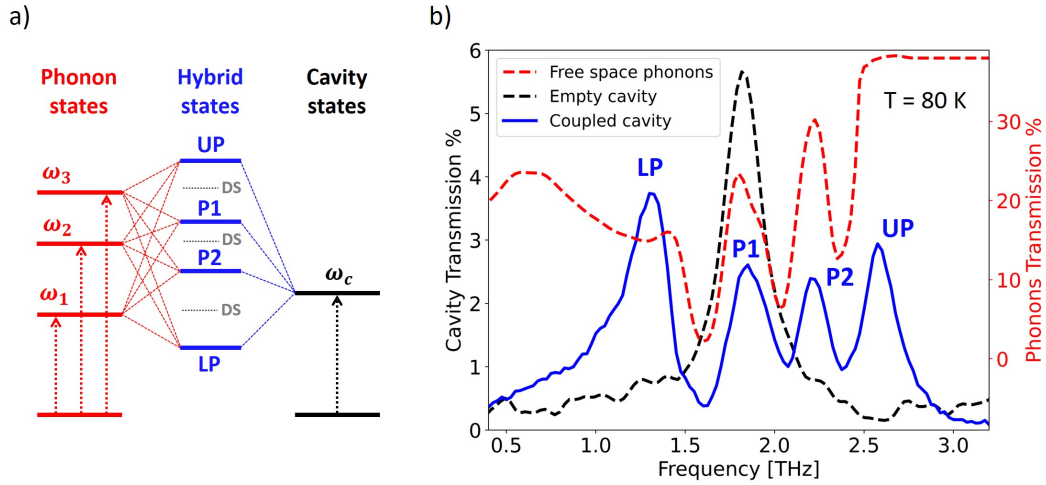 a)
Phonon
states
Hybrid
states
Cavity
states
UP
ω3
DS
P1
ω2
DS
P2
ωc
ω1
DS
LP
b)
Cavity Transmission %
6
5
4
3
2
1
0
Free space phonons
Empty cavity
Coupled cavity
T = 80 K
LP
P1
P2
UP
30
20
10
0
Phonons Transmission %
0.5
1.0
1.5
2.0
2.5
3.0
Frequency [THz]